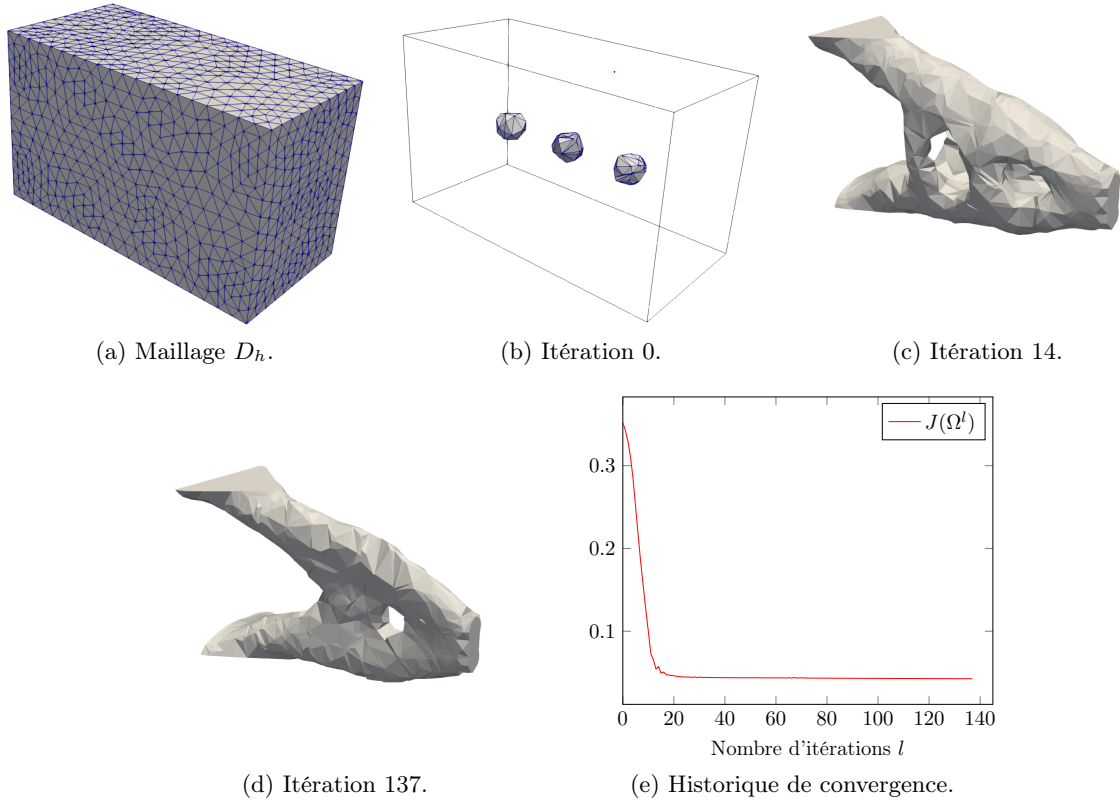 (a) Maillage $D_h$.
(b) Itération 0.
(c) Itération 14.
(d) Itération 137.
$J(\Omega^l)$
0.3
0.2
0.1
0 20 40 60 80 100 120 140
Nombre d'itérations $l$
(e) Historique de convergence.